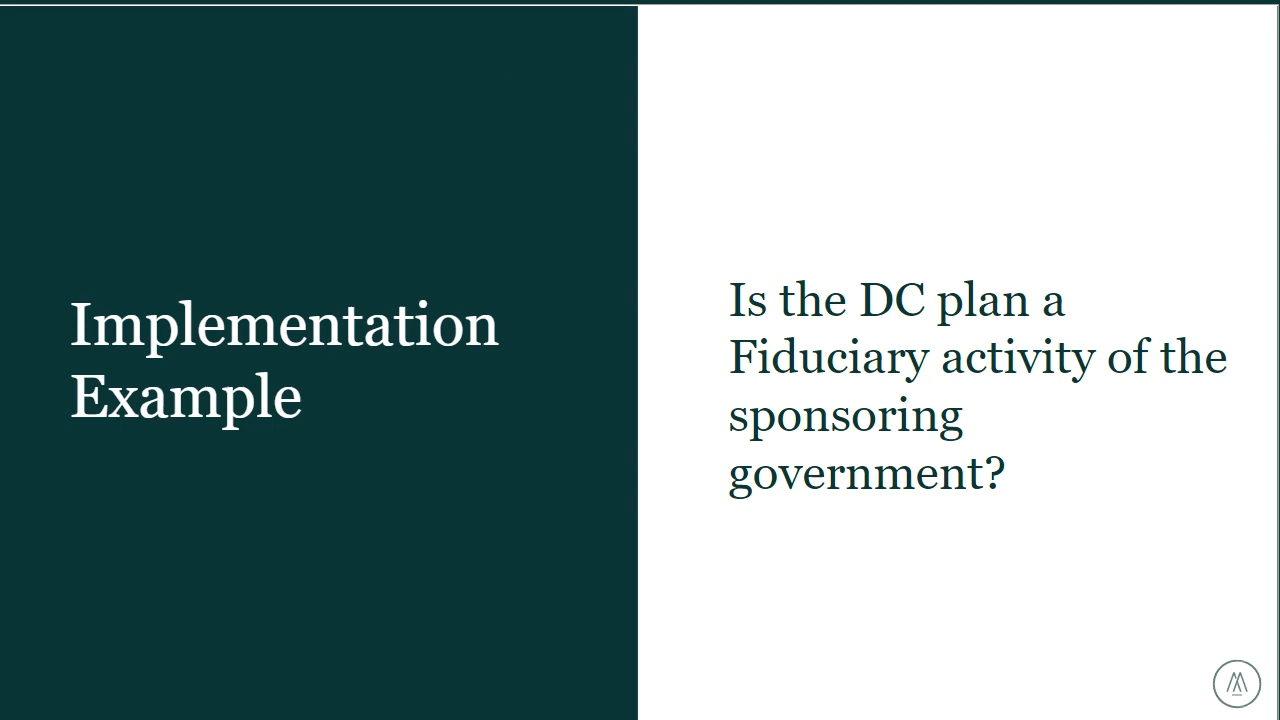 Implementation
Example
Is the DC plan a
Fiduciary activity of the
sponsoring
government?